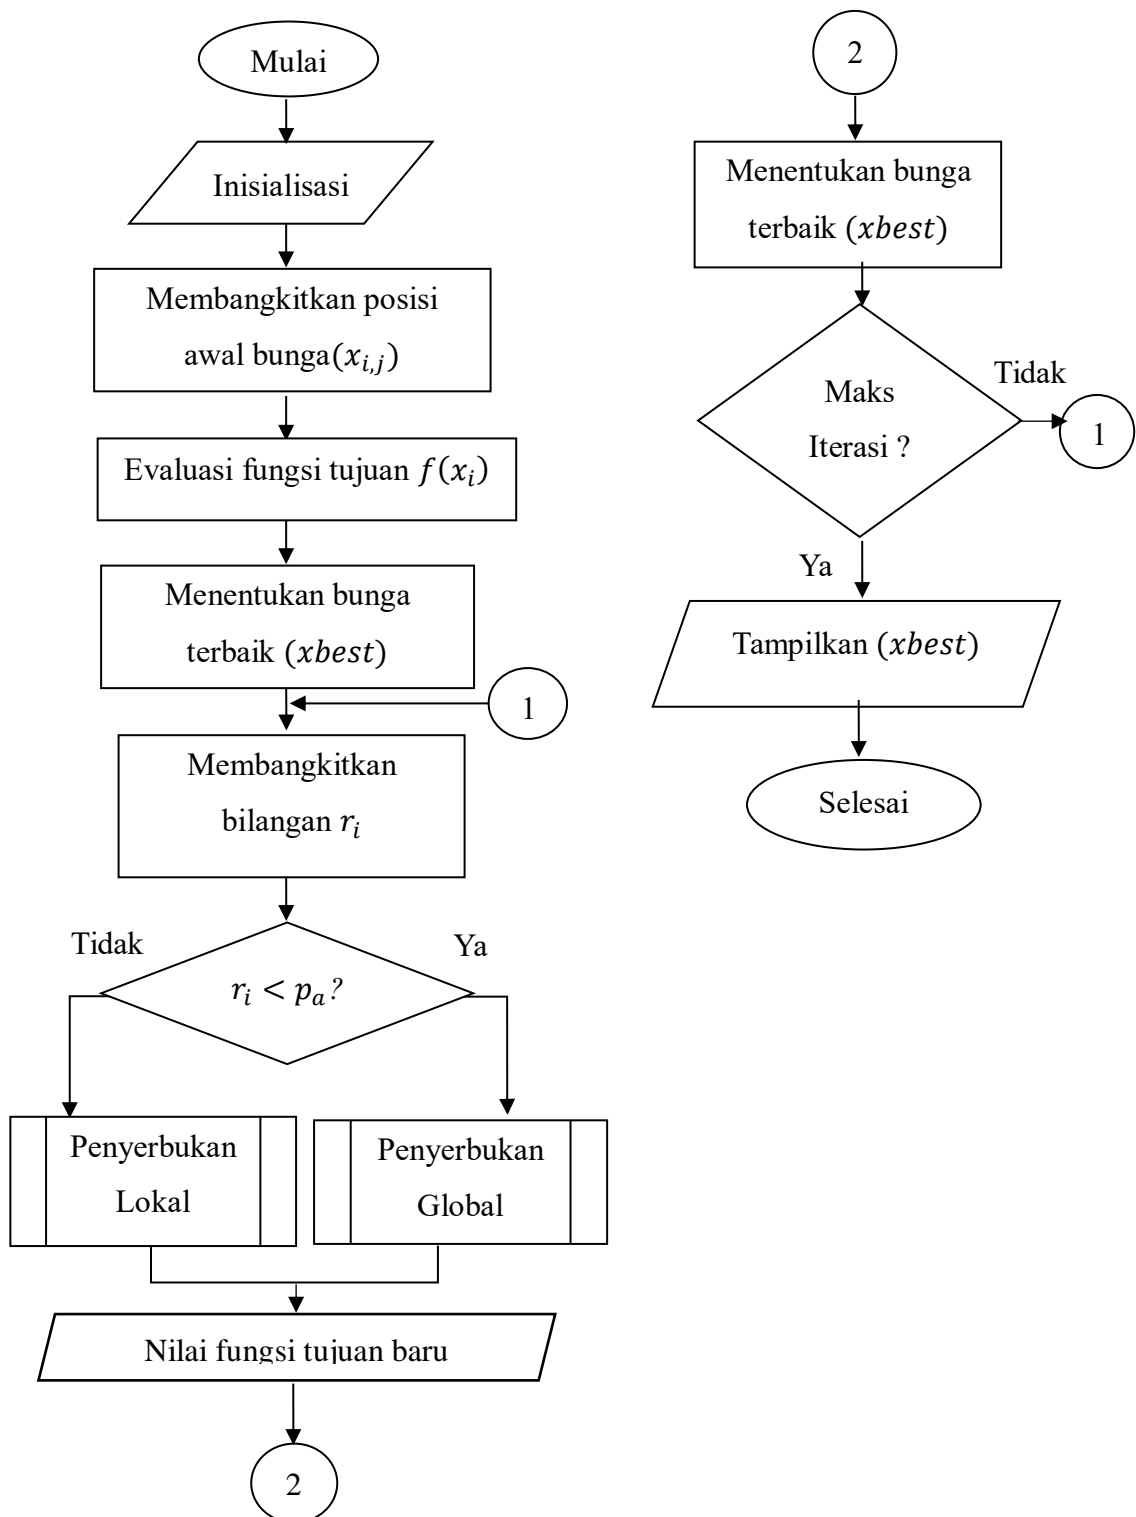 Mulai
Inisialisasi
Membangkitkan posisi
awal bunga(x_{i,j})
Evaluasi fungsi tujuan f(x_i)
Menentukan bunga
terbaik (xbest)
1
Membangkitkan
bilangan r_i
Tidak
Ya
r_i < p_a?
Penyerbukan
Lokal
Penyerbukan
Global
Nilai fungsi tujuan baru
2
2
Menentukan bunga
terbaik (xbest)
Maks
Iterasi ?
Tidak
1
Ya
Tampilkan (xbest)
Selesai